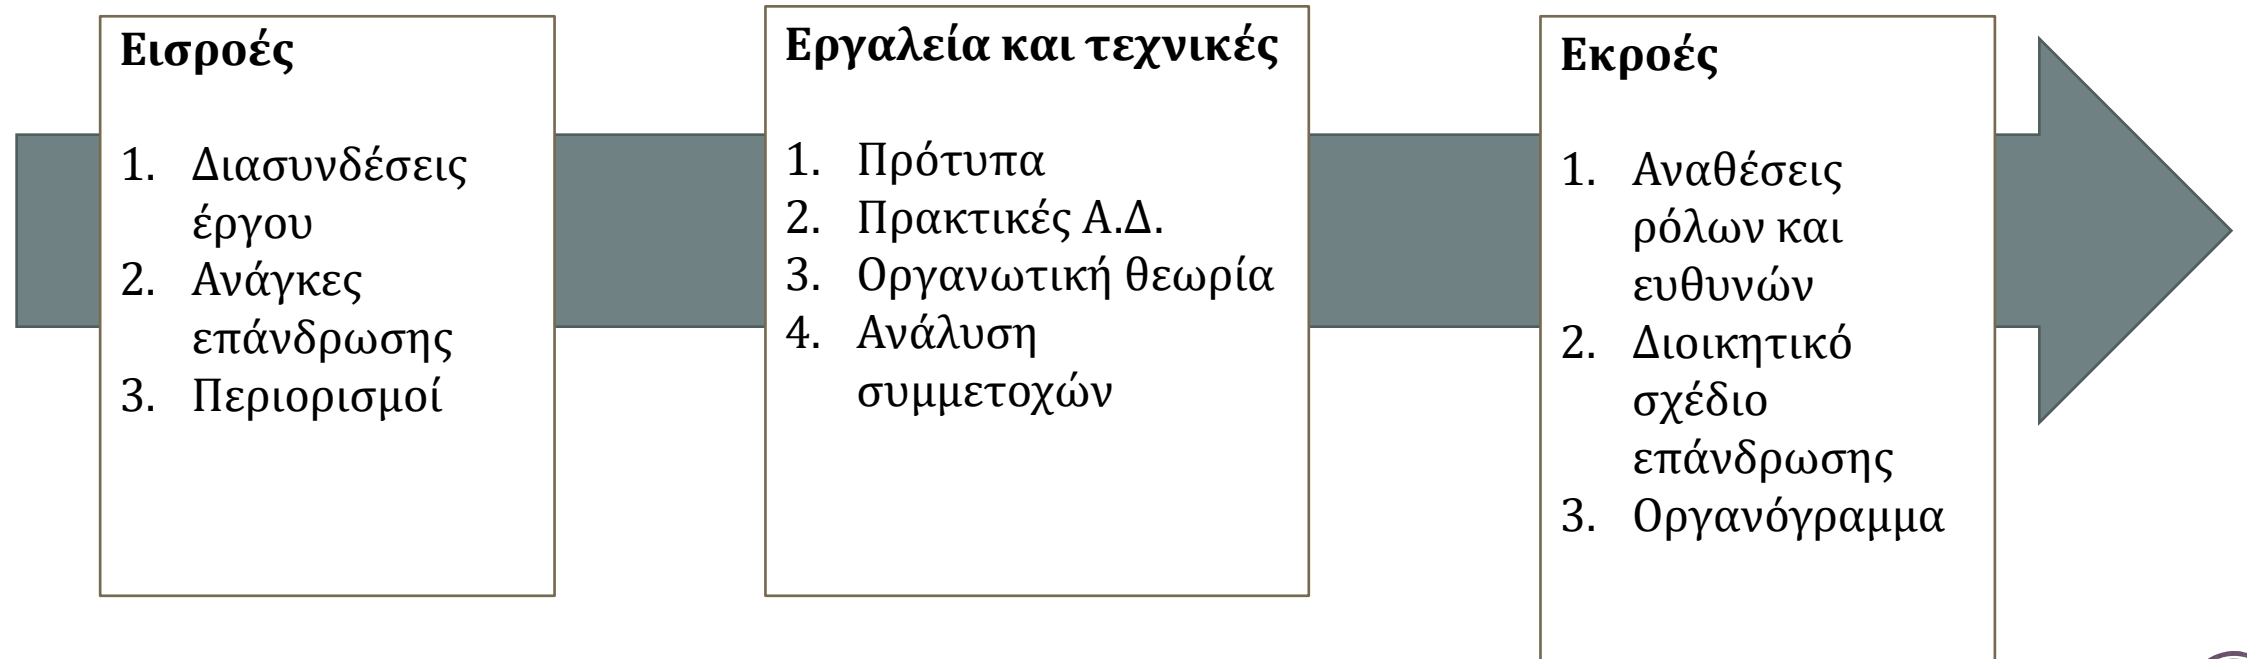 Εισροές
1. Διασυνδέσεις
έργου
2. Ανάγκες
επάνδρωσης
3. Περιορισμοί
Εργαλεία και τεχνικές
1. Πρότυπα
2. Πρακτικές Α.Δ.
3. Οργανωτική θεωρία
4. Ανάλυση
συμμετοχών
Εκροές
1. Αναθέσεις
ρόλων και
ευθυνών
2. Διοικητικό
σχέδιο
επάνδρωσης
3. Οργανόγραμμα